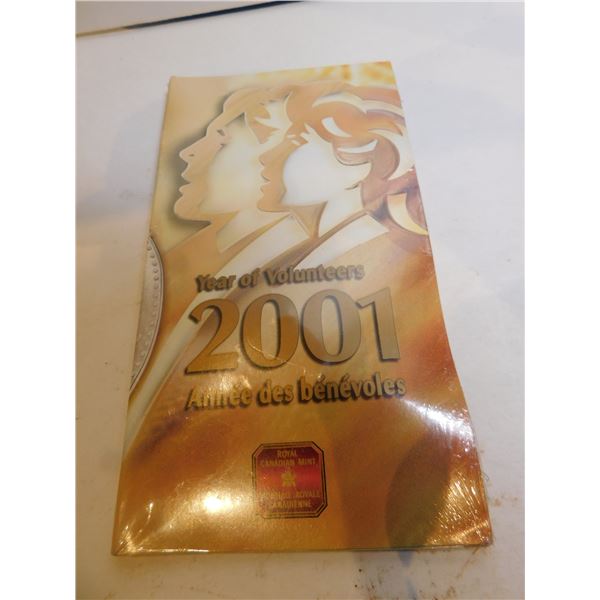 Year of Volunteers
2001
Année des bénévoles
ROYAL
CANADIAN MINT
MONNAIE ROYALE
CANADIENNE